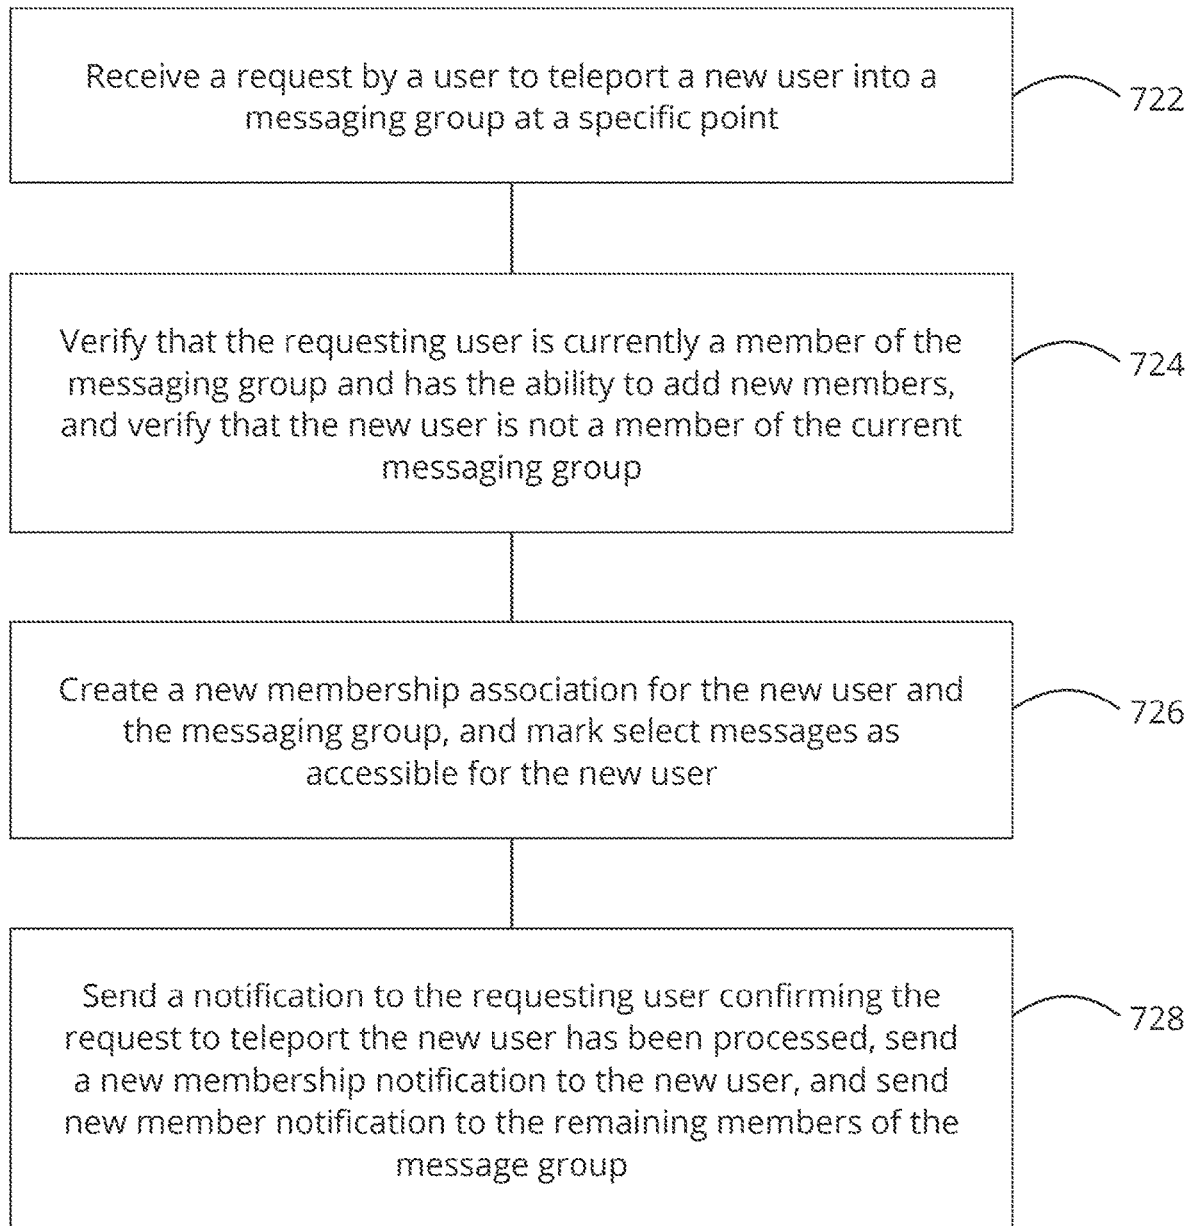 Receive a request by a user to teleport a new user into a
messaging group at a specific point
722
Verify that the requesting user is currently a member of the
messaging group and has the ability to add new members,
and verify that the new user is not a member of the current
messaging group
724
Create a new membership association for the new user and
the messaging group, and mark select messages as
accessible for the new user
726
Send a notification to the requesting user confirming the
request to teleport the new user has been processed, send
a new membership notification to the new user, and send
new member notification to the remaining members of the
message group
728